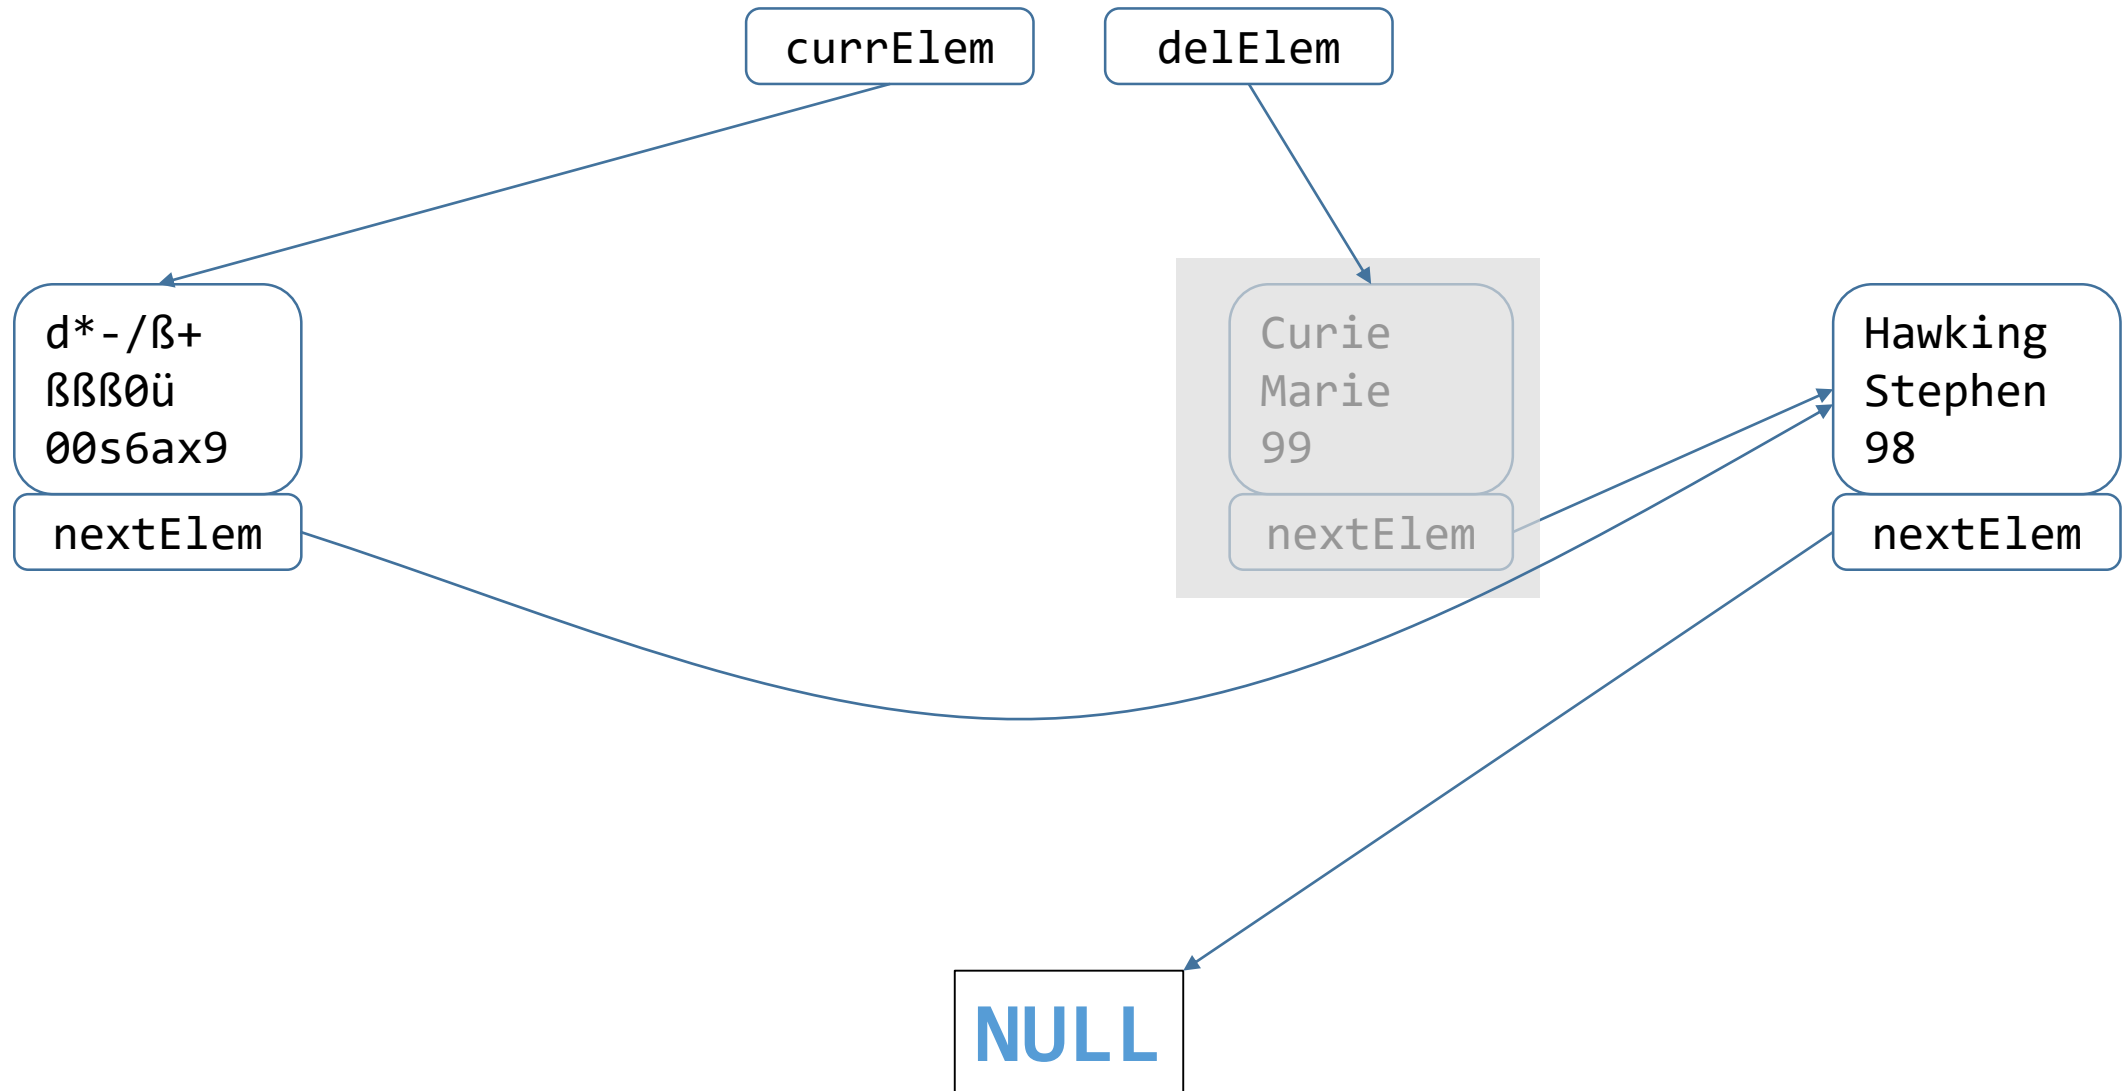 currElem
delElem
d*-/ß+
ßßß0ü
00s6ax9
nextElem
Curie
Marie
99
nextElem
Hawking
Stephen
98
nextElem
NULL